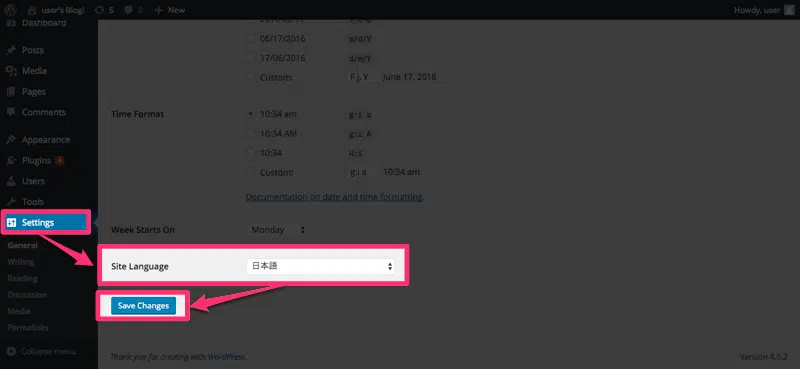 user's Blog! 5 0 + New Howdy, user
Dashboard
Posts
Media
Pages
Comments
Appearance
Plugins
Users
Tools
Settings
General
Writing
Reading
Discussion
Media
Permalinks
Collapse menu
06/17/2016 m/d/Y
17/06/2016 d/m/Y
Custom: F j, Y June 17, 2016
Time Format
10:34 am g:i a
10:34 AM g:i A
10:34 H:i
Custom: g:i a 10:34 am
Documentation on date and time formatting.
Week Starts On Monday
Site Language 日本語
Save Changes
Thank you for creating with WordPress. Version 4.5.2